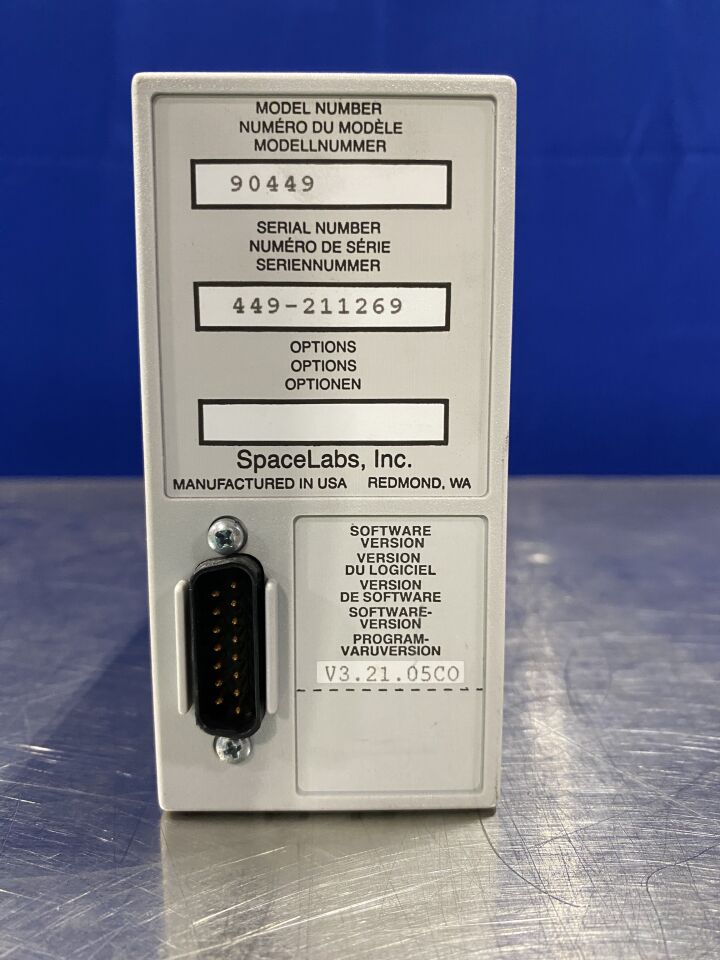 MODEL NUMBER
NUMÉRO DU MODÈLE
MODELLNUMMER
90449
SERIAL NUMBER
NUMÉRO DE SÉRIE
SERIENNUMMER
449-211269
OPTIONS
OPTIONS
OPTIONEN
SpaceLabs, Inc.
MANUFACTURED IN USA REDMOND, WA
SOFTWARE
VERSION
VERSION
DU LOGICIEL
VERSION
DE SOFTWARE
SOFTWARE-
VERSION
PROGRAM-
VARUVERSION
V3.21.05CO